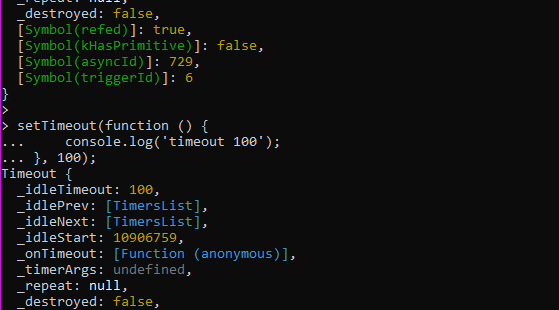 _repeat: null,
_destroyed: false,
[Symbol(refed)]: true,
[Symbol(kHasPrimitive)]: false,
[Symbol(asyncId)]: 729,
[Symbol(triggerId)]: 6
}
>
> setTimeout(function () {
...     console.log('timeout 100');
... }, 100);
Timeout {
_idleTimeout: 100,
_idlePrev: [TimersList],
_idleNext: [TimersList],
_idleStart: 10906759,
_onTimeout: [Function (anonymous)],
_timerArgs: undefined,
_repeat: null,
_destroyed: false,